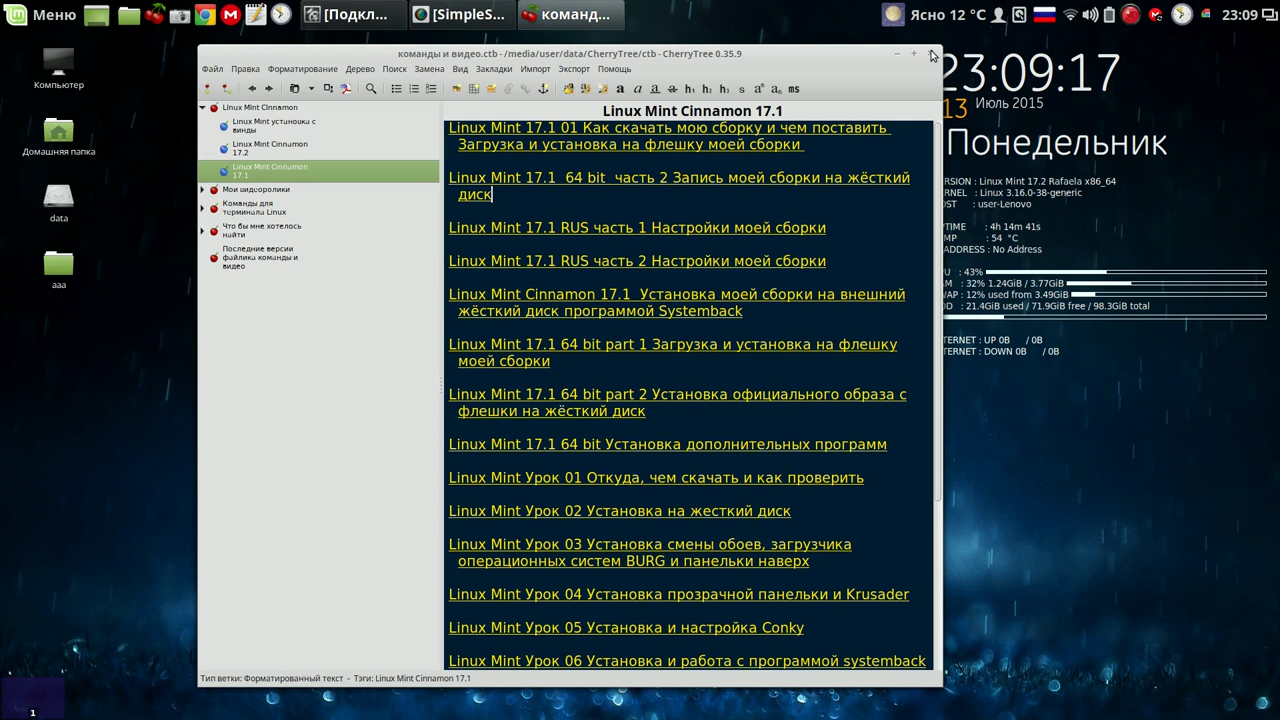 Меню
[Подкл...
[SimpleS...
команд...
Ясно 12 °C
23:09
Компьютер
Домашняя папка
data
aaa
команды и видео.ctb - /media/user/data/CherryTree/ctb - CherryTree 0.35.9
Файл Правка Форматирование Дерево Поиск Замена Вид Закладки Импорт Экспорт Помощь
a a a a a h₁ h₂ h₃ s aᵃ aₐ ms
Linux Mint Cinnamon
Linux Mint установка с
винды
Linux Mint Cinnamon
17.2
Linux Mint Cinnamon
17.1
Мои видеоролики
Команды для
терминала Linux
Что бы мне хотелось
найти
Последние версии
файлика команды и
видео
Linux Mint Cinnamon 17.1
Linux Mint 17.1 01 Как скачать мою сборку и чем поставить
Загрузка и установка на флешку моей сборки
Linux Mint 17.1 64 bit часть 2 Запись моей сборки на жёсткий
диск
Linux Mint 17.1 RUS часть 1 Настройки моей сборки
Linux Mint 17.1 RUS часть 2 Настройки моей сборки
Linux Mint Cinnamon 17.1 Установка моей сборки на внешний
жёсткий диск программой Systemback
Linux Mint 17.1 64 bit part 1 Загрузка и установка на флешку
моей сборки
Linux Mint 17.1 64 bit part 2 Установка официального образа с
флешки на жёсткий диск
Linux Mint 17.1 64 bit Установка дополнительных программ
Linux Mint Урок 01 Откуда, чем скачать и как проверить
Linux Mint Урок 02 Установка на жесткий диск
Linux Mint Урок 03 Установка смены обоев, загрузчика
операционных систем BURG и панельки наверх
Linux Mint Урок 04 Установка прозрачной панельки и Krusader
Linux Mint Урок 05 Установка и настройка Conky
Linux Mint Урок 06 Установка и работа с программой systemback
Тип ветки: Форматированный текст - Тэги: Linux Mint Cinnamon 17.1
23:09:17
13 Июль 2015
Понедельник
RSION : Linux Mint 17.2 Rafaela x86_64
RNEL : Linux 3.16.0-38-generic
OST : user-Lenovo
TIME : 4h 14m 41s
MP : 54 °C
ADDRESS : No Address
U : 43%
AM : 32% 1.24GiB / 3.77GiB
WAP : 12% used from 3.49GiB
DD : 21.4GiB used / 71.9GiB free / 98.3GiB total
TERNET : UP 0B / 0B
TERNET : DOWN 0B / 0B
1